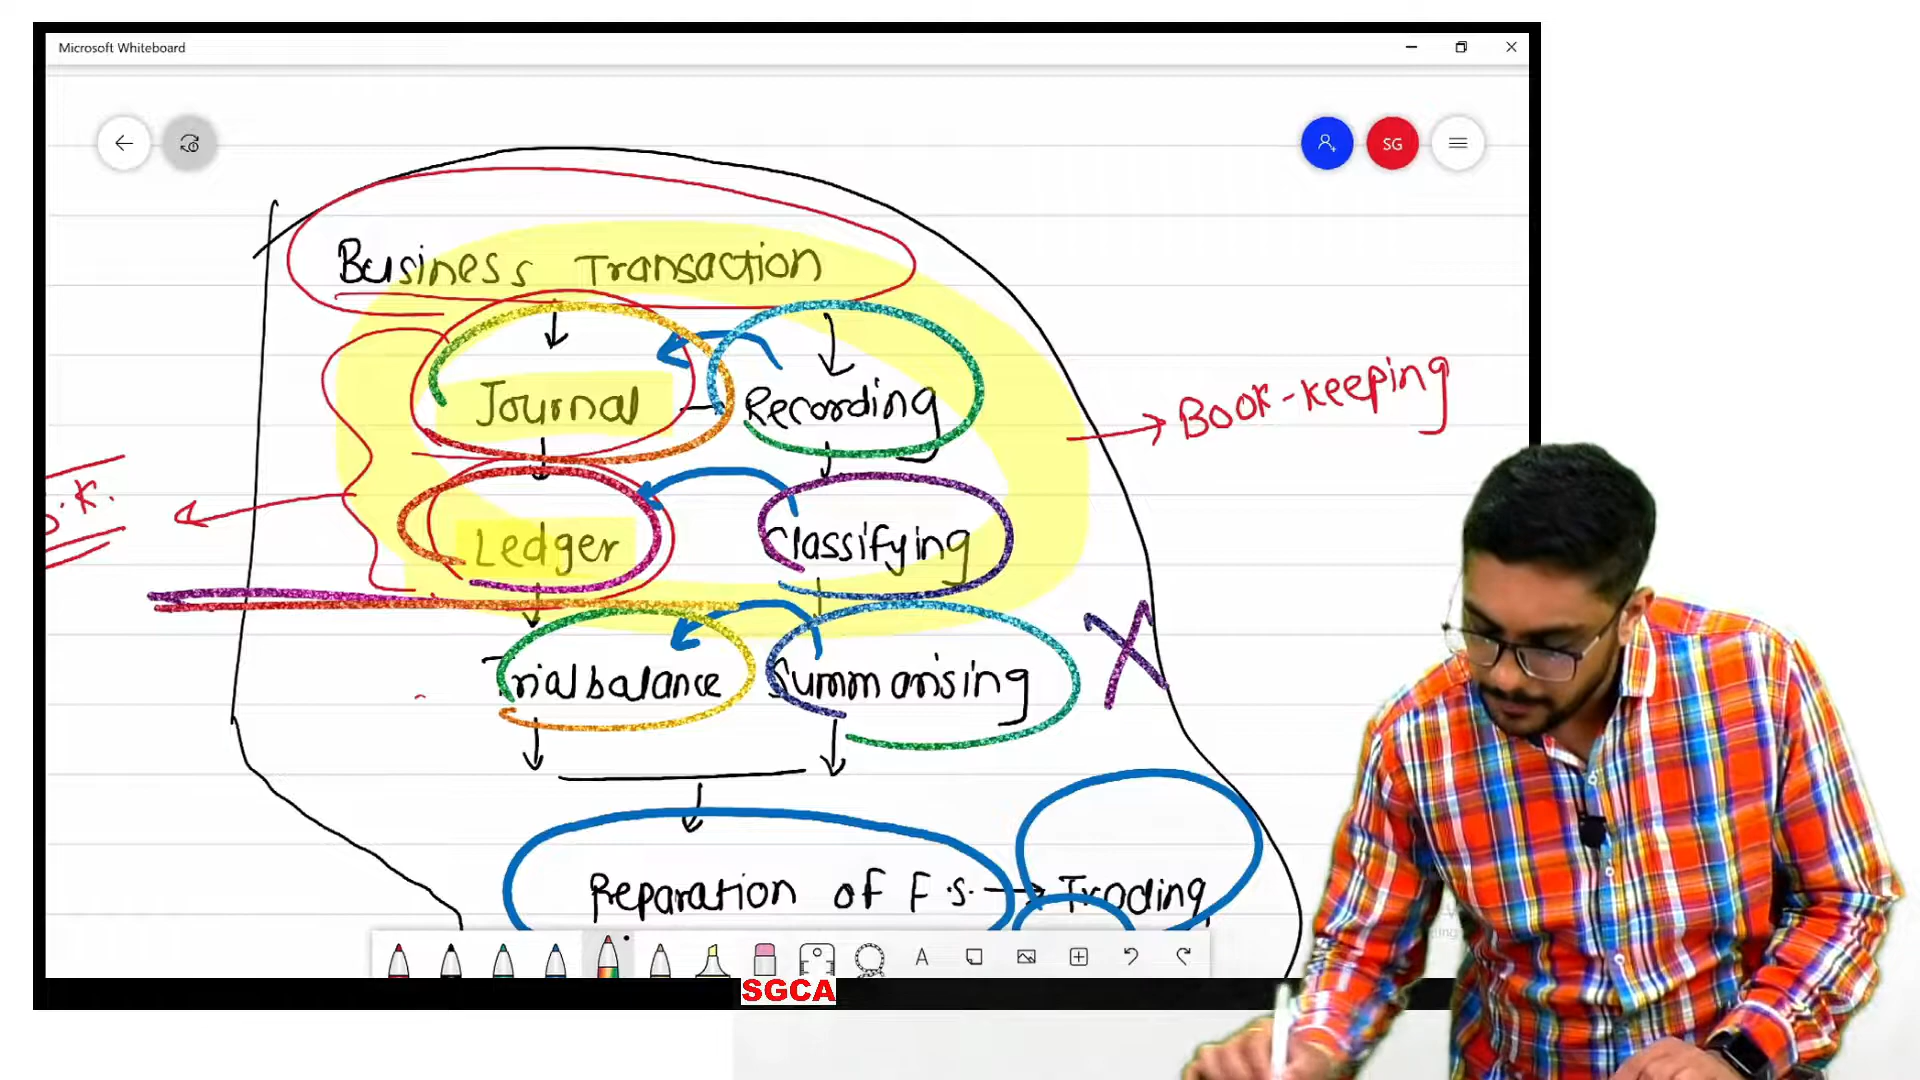 Microsoft Whiteboard
SG
Business Transaction
Journal Recording
Book-keeping
.K.
Ledger Classifying
Trial balance Summarising
X
Preparation of F.S. Trading
A
SGCA